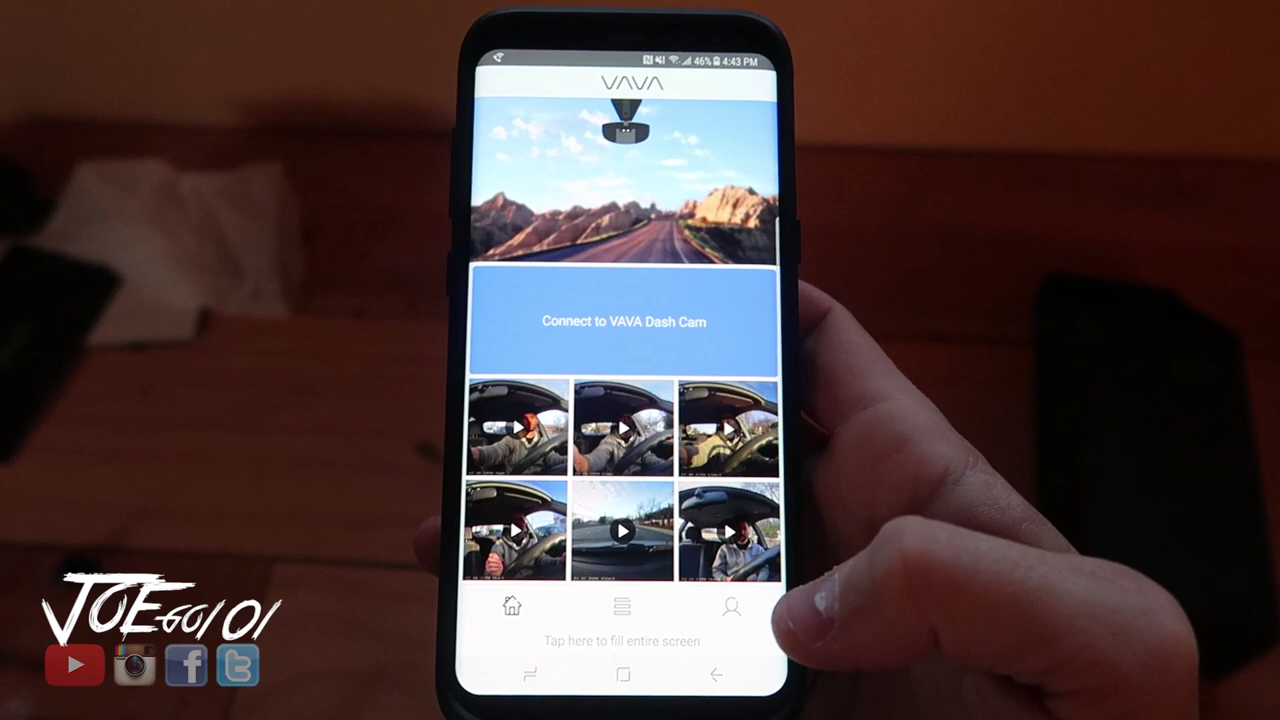 46% 4:43 PM
VAVA
Connect to VAVA Dash Cam
Tap here to fill entire screen
JOEGO101